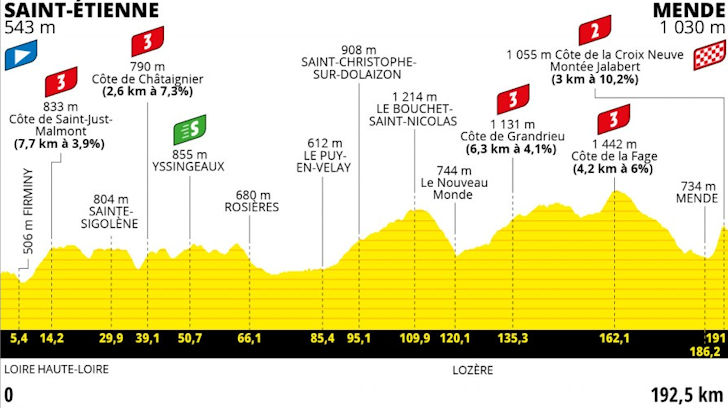 SAINT-ÉTIENNE
543 m
MENDE
1 030 m
3
833 m
Côte de Saint-Just-
Malmont
(7,7 km à 3,9%)
3
790 m
Côte de Châtaignier
(2,6 km à 7,3%)
S
855 m
YSSINGEAUX
506 m FIRMINY
804 m
SAINTE-
SIGOLÈNE
680 m
ROSIÈRES
612 m
LE PUY-
EN-VELAY
908 m
SAINT-CHRISTOPHE-
SUR-DOLAIZON
1 214 m
LE BOUCHET-
SAINT-NICOLAS
744 m
Le Nouveau
Monde
3
1 131 m
Côte de Grandrieu
(6,3 km à 4,1%)
2
1 055 m Côte de la Croix Neuve
Montée Jalabert
(3 km à 10,2%)
3
1 442 m
Côte de la Fage
(4,2 km à 6%)
734 m
MENDE
5,4
14,2
29,9
39,1
50,7
66,1
85,4
95,1
109,9
120,1
135,3
162,1
191
186,2
LOIRE HAUTE-LOIRE
LOZÈRE
0
192,5 km